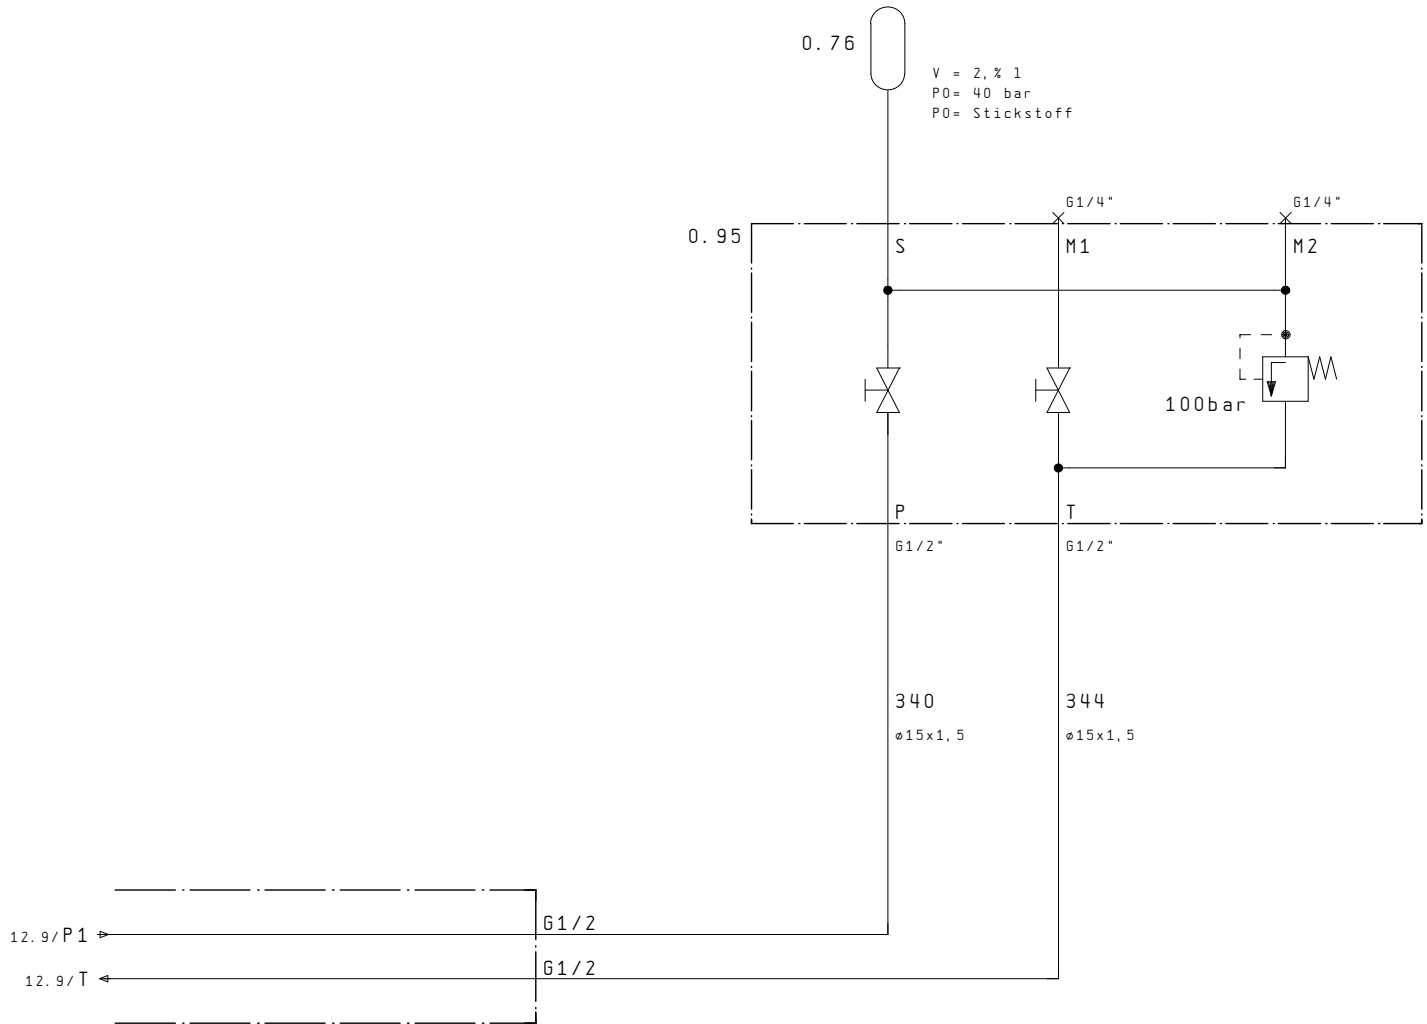 0.76
V = 2,% l
P0= 40 bar
P0= Stickstoff
G1/4" G1/4"
0.95
S M1 M2
100bar
P T
G1/2" G1/2"
340 344
ø15x1,5 ø15x1,5
12.9/P1 G1/2
12.9/T G1/2